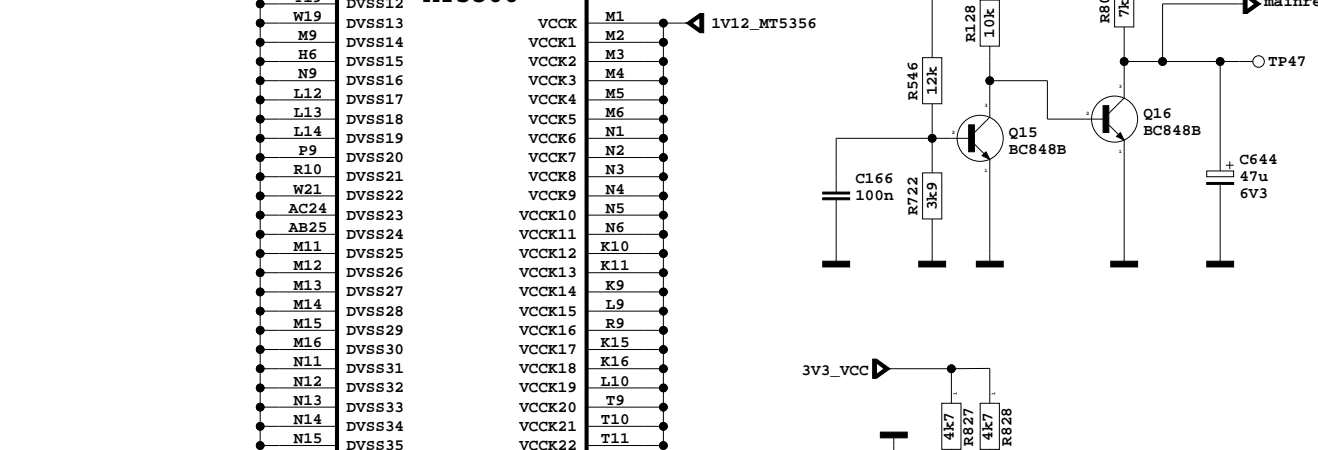 DVSS12
W19 DVSS13 VCCK M1 1V12_MT5356
M9 DVSS14 VCCK1 M2
H6 DVSS15 VCCK2 M3
N9 DVSS16 VCCK3 M4
L12 DVSS17 VCCK4 M5
L13 DVSS18 VCCK5 M6
L14 DVSS19 VCCK6 N1
P9 DVSS20 VCCK7 N2
R10 DVSS21 VCCK8 N3
W21 DVSS22 VCCK9 N4
AC24 DVSS23 VCCK10 N5
AB25 DVSS24 VCCK11 N6
M11 DVSS25 VCCK12 K10
M12 DVSS26 VCCK13 K11
M13 DVSS27 VCCK14 K9
M14 DVSS28 VCCK15 L9
M15 DVSS29 VCCK16 R9
M16 DVSS30 VCCK17 K15
N11 DVSS31 VCCK18 K16
N12 DVSS32 VCCK19 L10
N13 DVSS33 VCCK20 T9
N14 DVSS34 VCCK21 T10
N15 DVSS35 VCCK22 T11
R128
10k
R546
12k
TP47
Q15
BC848B
Q16
BC848B
C166
100n
R722
3k9
C644
+
47u
6V3
3V3_VCC
4k7
R827
4k7
R828